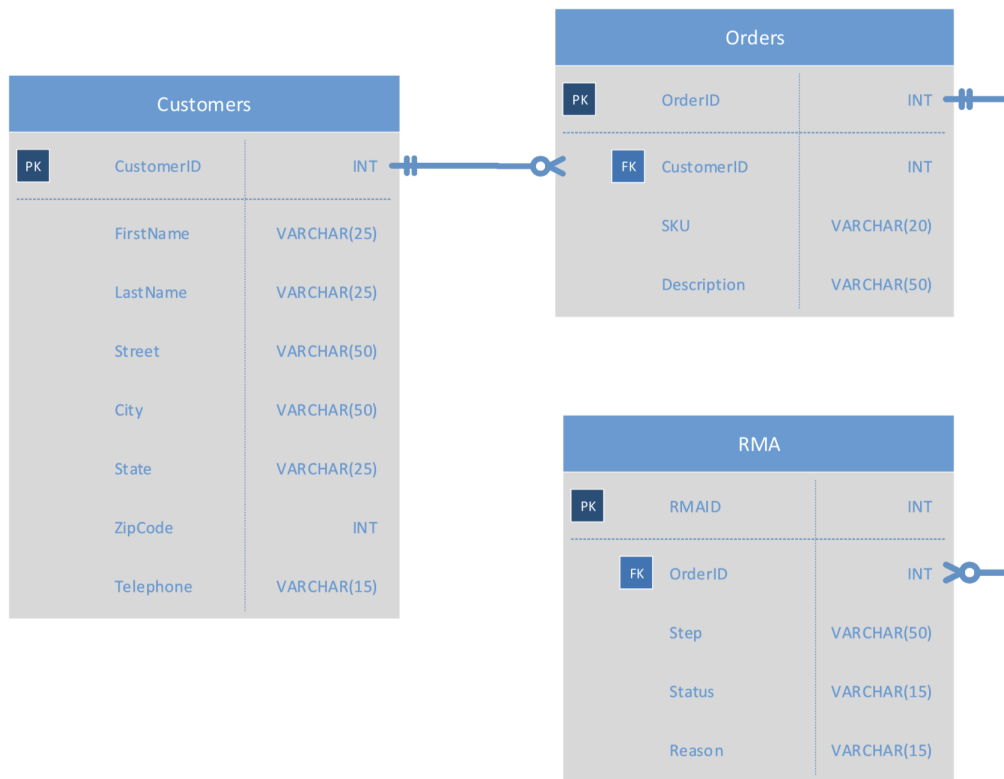 Customers
PK CustomerID INT
FirstName VARCHAR(25)
LastName VARCHAR(25)
Street VARCHAR(50)
City VARCHAR(50)
State VARCHAR(25)
ZipCode INT
Telephone VARCHAR(15)
Orders
PK OrderID INT
FK CustomerID INT
SKU VARCHAR(20)
Description VARCHAR(50)
RMA
PK RMAID INT
FK OrderID INT
Step VARCHAR(50)
Status VARCHAR(15)
Reason VARCHAR(15)